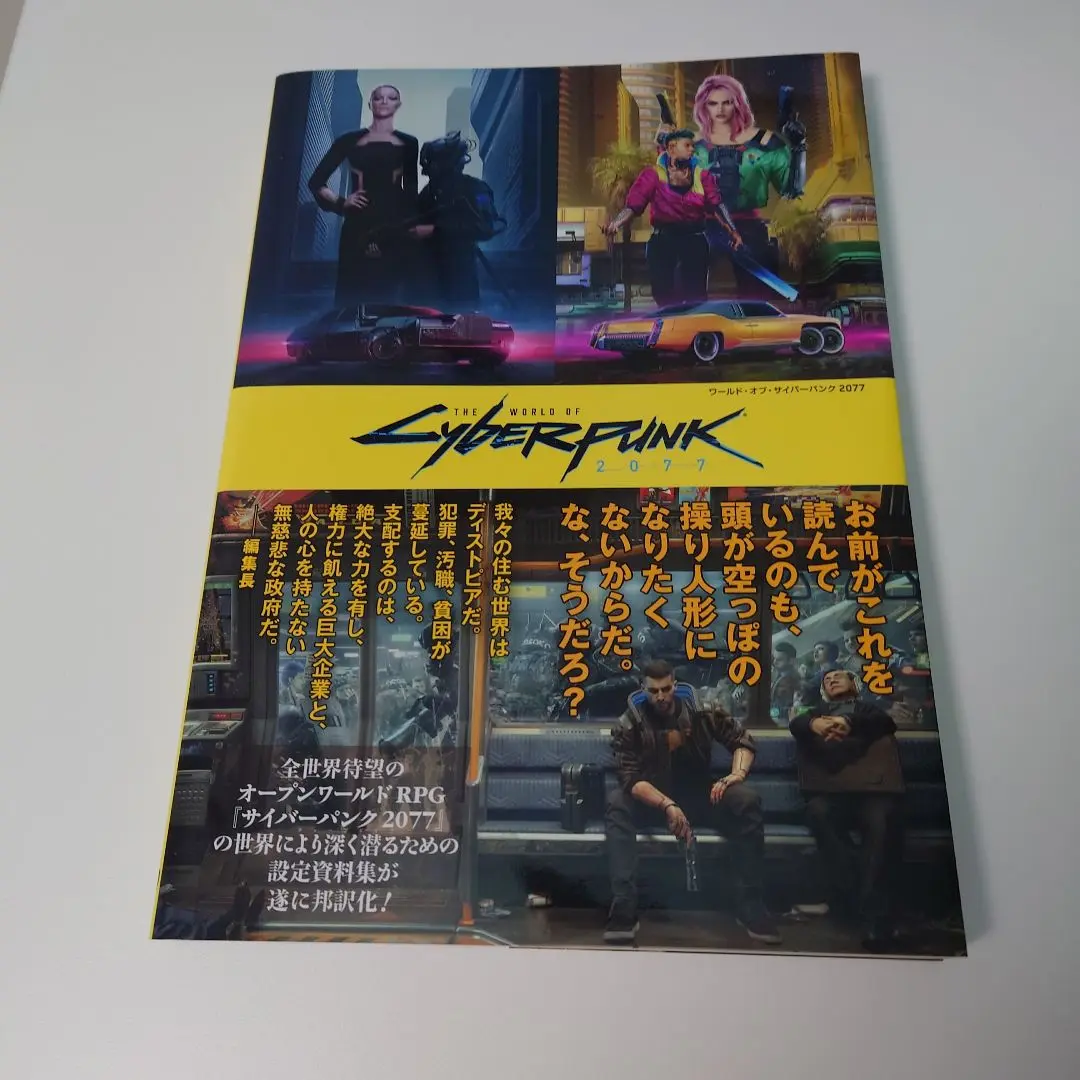 ワールド・オブ・サイバーパンク 2077
THE WORLD OF
CYBERPUNK
2077
お前がこれを
読んで
いるのも、
頭が空っぽの
操り人形に
なりたく
ないからだ。
な、そうだろ?
我々の住む世界は
ディストピアだ。
犯罪、汚職、貧困が
蔓延している。
支配するのは、
絶大な力を有し、
権力に飢える巨大企業と、
人の心を持たない
無慈悲な政府だ。
──編集長
全世界待望の
オープンワールドRPG
『サイバーパンク2077』
の世界により深く潜るための
設定資料集が
遂に邦訳化!